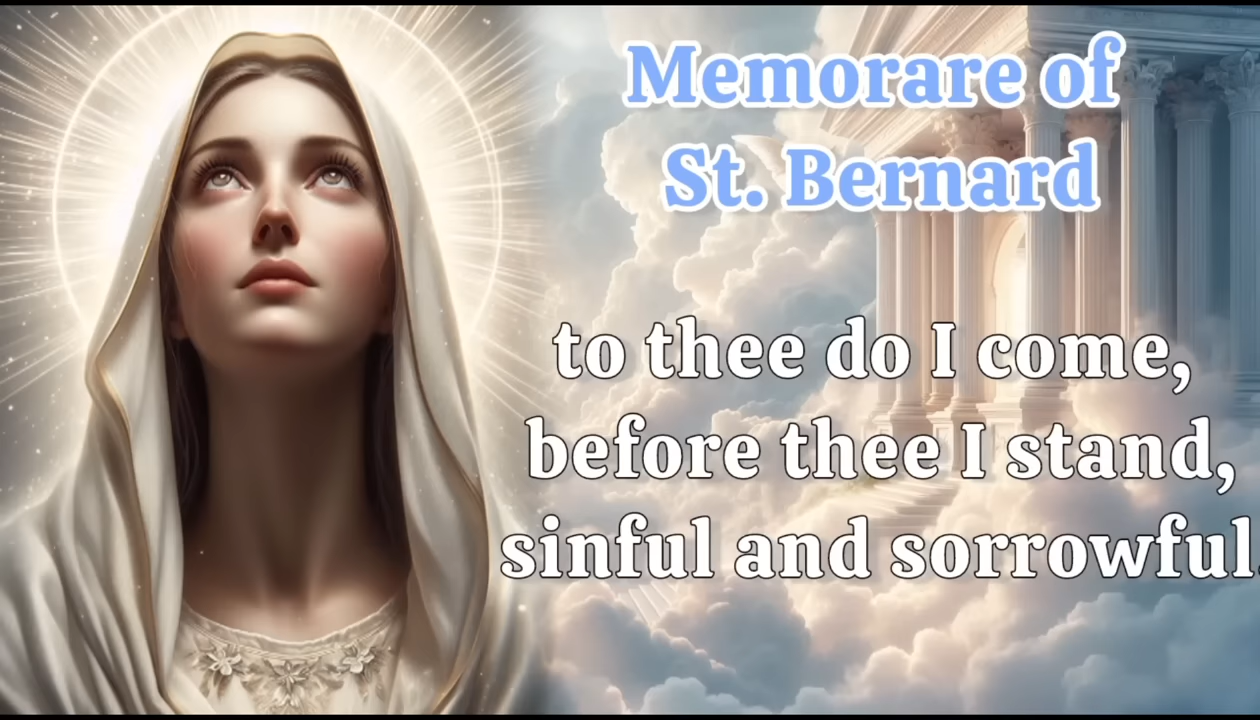 Memorare of
St. Bernard
to thee do I come,
before thee I stand,
sinful and sorrowful.